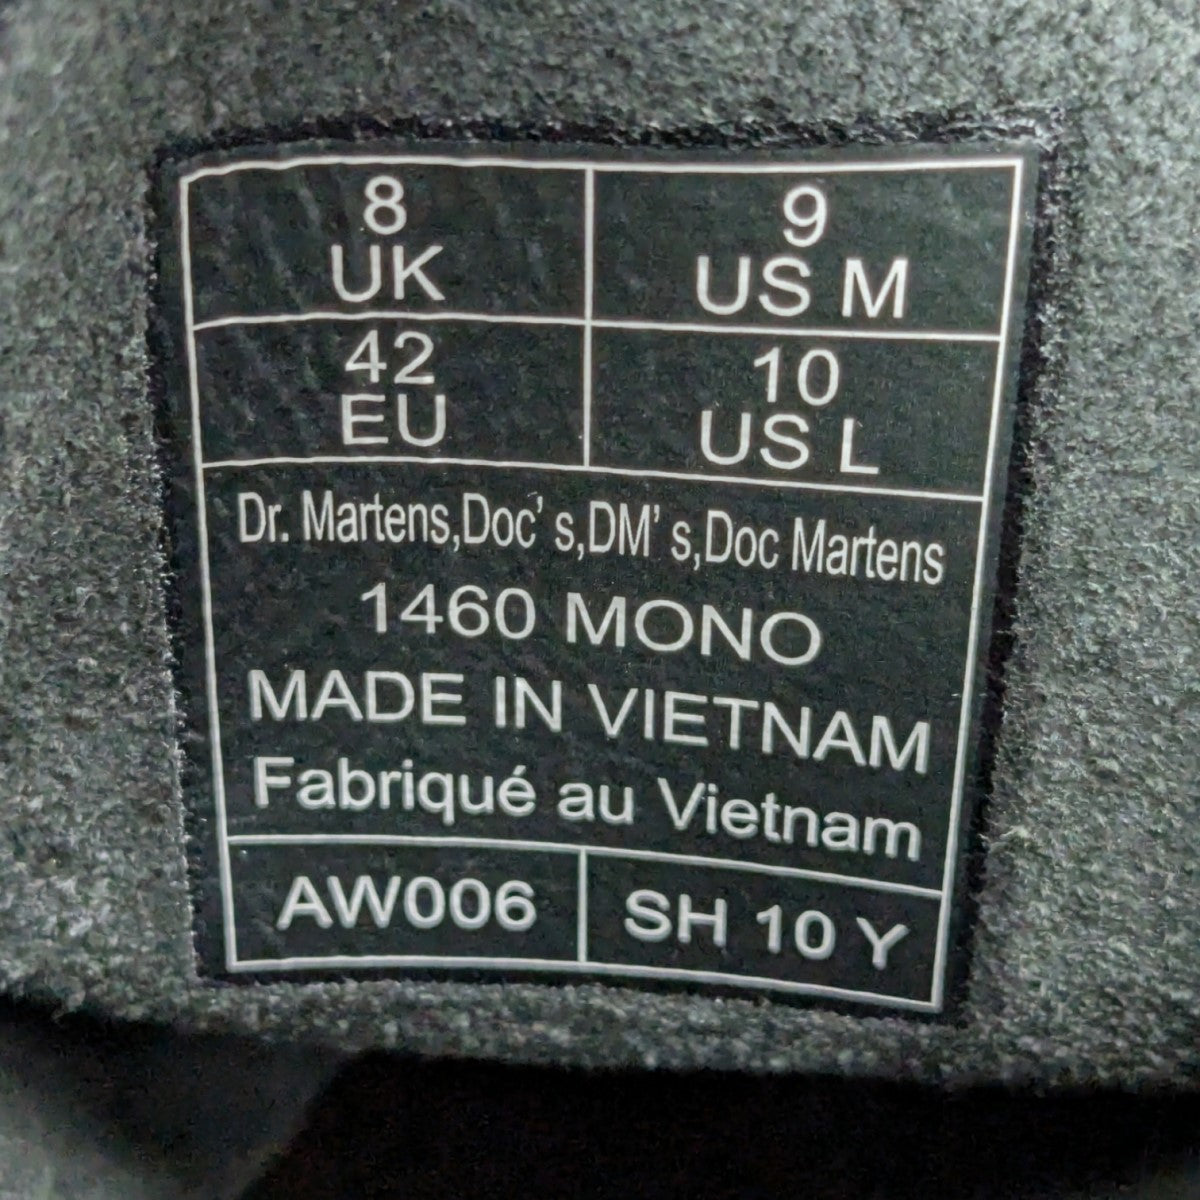 8
UK
9
US M
42
EU
10
US L
Dr. Martens,Doc' s,DM' s,Doc Martens
1460 MONO
MADE IN VIETNAM
Fabriqué au Vietnam
AW006
SH 10 Y